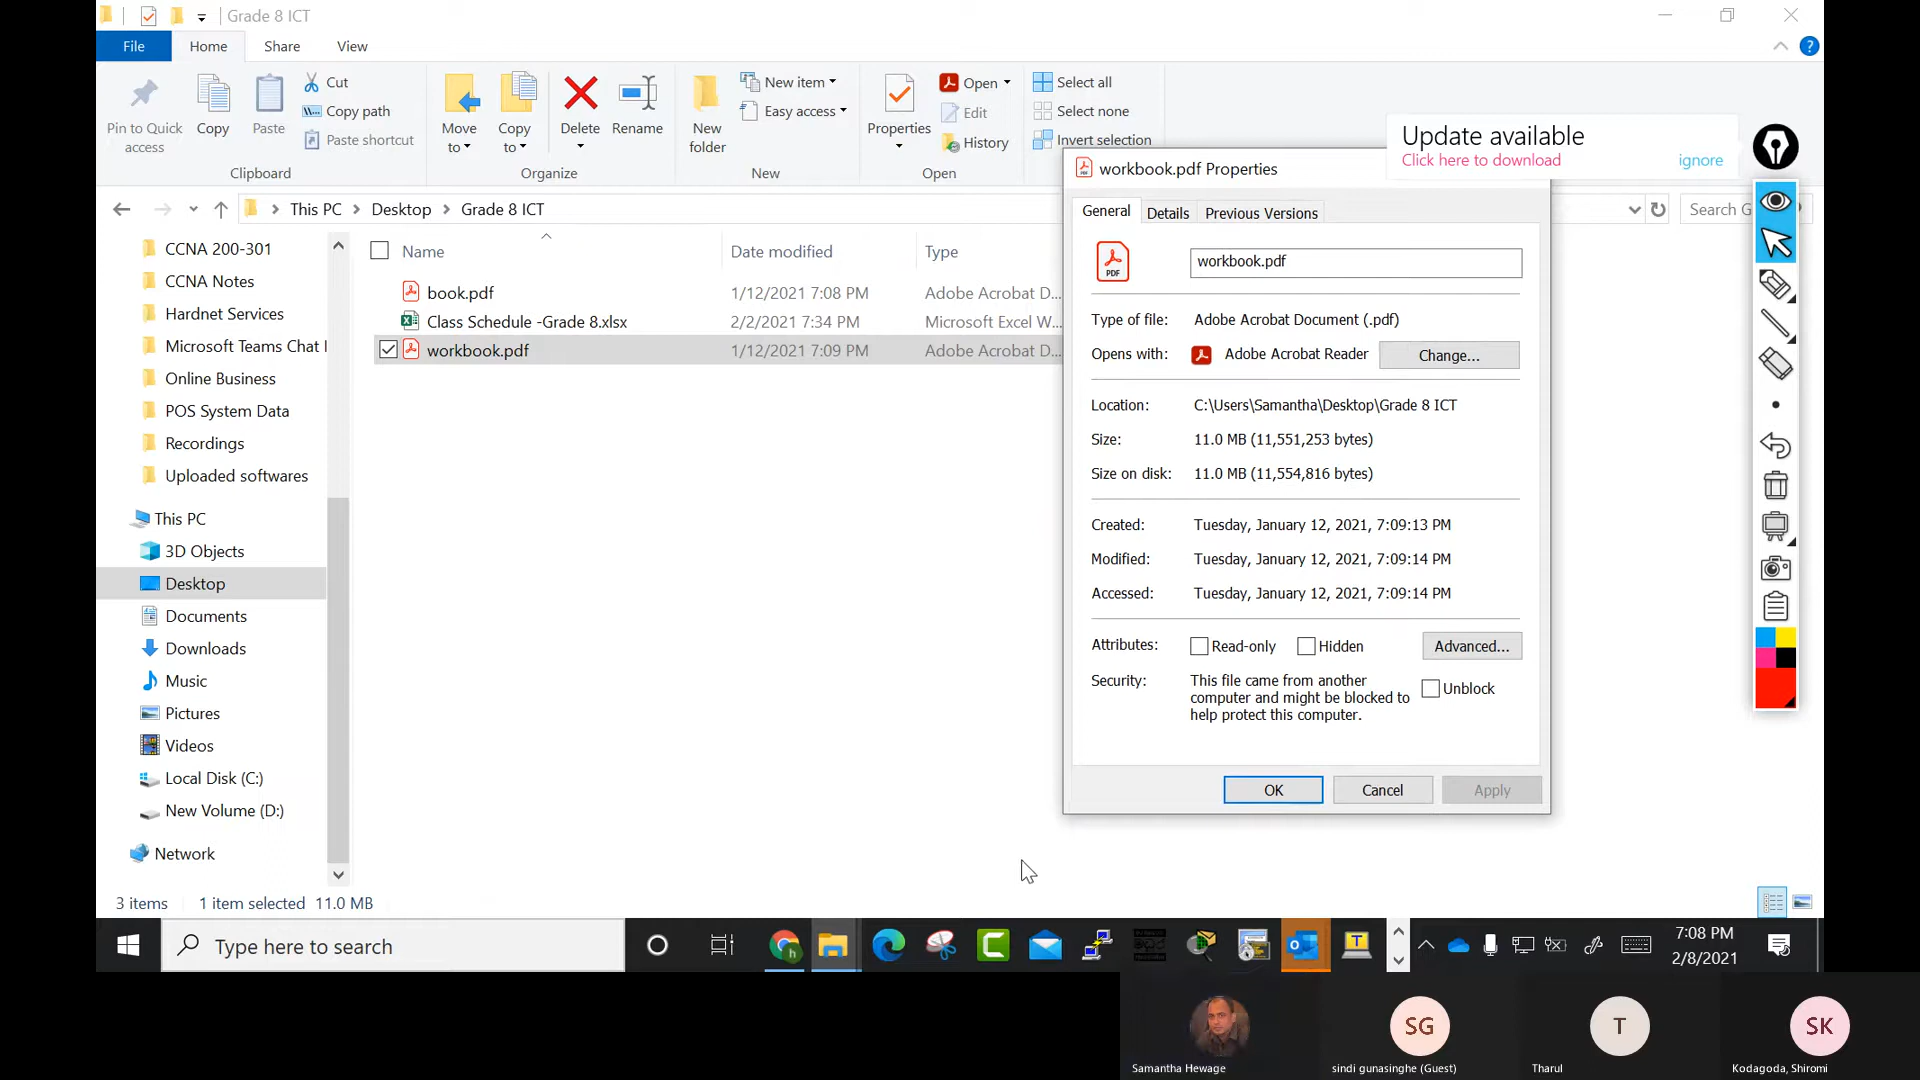 Grade 8 ICT
File Home Share View
Pin to Quick access
Copy
Paste
Cut
Copy path
Paste shortcut
Clipboard
Move to
Copy to
Delete
Rename
Organize
New folder
New item
Easy access
New
Properties
Open
Edit
History
Open
Select all
Select none
Invert selection
Update available
Click here to download ignore
This PC Desktop Grade 8 ICT
Search G
CCNA 200-301
CCNA Notes
Hardnet Services
Microsoft Teams Chat
Online Business
POS System Data
Recordings
Uploaded softwares
This PC
3D Objects
Desktop
Documents
Downloads
Music
Pictures
Videos
Local Disk (C:)
New Volume (D:)
Network
Name Date modified Type
book.pdf 1/12/2021 7:08 PM Adobe Acrobat D...
Class Schedule -Grade 8.xlsx 2/2/2021 7:34 PM Microsoft Excel W...
workbook.pdf 1/12/2021 7:09 PM Adobe Acrobat D...
workbook.pdf Properties
General Details Previous Versions
PDF
workbook.pdf
Type of file: Adobe Acrobat Document (.pdf)
Opens with: Adobe Acrobat Reader Change...
Location: C:\Users\Samantha\Desktop\Grade 8 ICT
Size: 11.0 MB (11,551,253 bytes)
Size on disk: 11.0 MB (11,554,816 bytes)
Created: Tuesday, January 12, 2021, 7:09:13 PM
Modified: Tuesday, January 12, 2021, 7:09:14 PM
Accessed: Tuesday, January 12, 2021, 7:09:14 PM
Attributes: Read-only Hidden Advanced...
Security: This file came from another
computer and might be blocked to
help protect this computer.
Unblock
OK Cancel Apply
3 items 1 item selected 11.0 MB
Type here to search
7:08 PM
2/8/2021
SG
T
SK
Samantha Hewage
sindi gunasinghe (Guest)
Tharul
Kodagoda, Shiromi